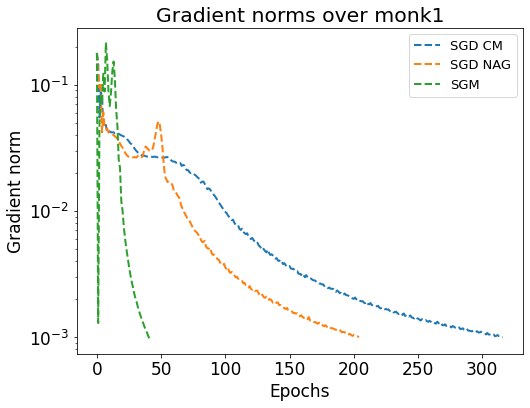 Gradient norms over monk1
SGD CM
SGD NAG
SGM
Gradient norm
10⁻¹
10⁻²
10⁻³
0 50 100 150 200 250 300
Epochs